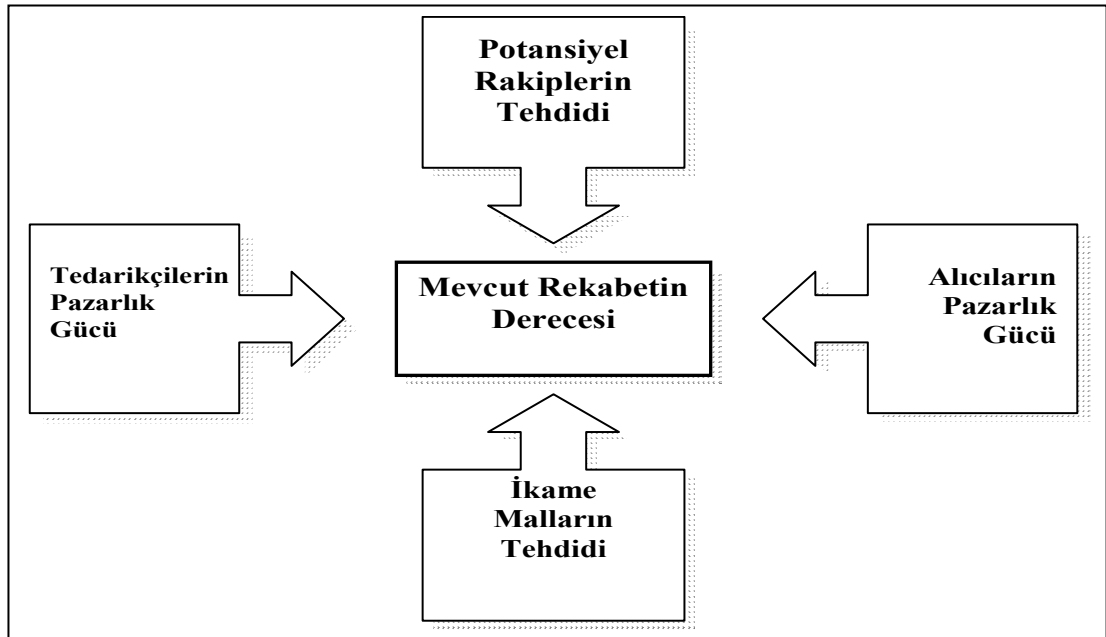 Potansiyel
Rakiplerin
Tehdidi
Tedarikçilerin
Pazarlık
Gücü
Mevcut Rekabetin
Derecesi
Alıcıların
Pazarlık
Gücü
İkame
Malların
Tehdidi